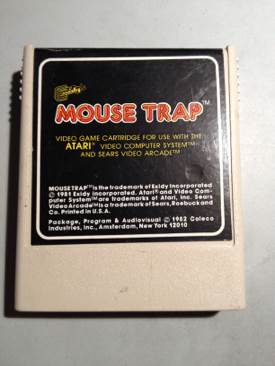 Exidy
MOUSE TRAP™
VIDEO GAME CARTRIDGE FOR USE WITH THE
ATARI® VIDEO COMPUTER SYSTEM™
AND SEARS VIDEO ARCADE™
MOUSETRAP™ is the trademark of Exidy Incorporated
© 1981 Exidy Incorporated. Atari® and Video Com-
puter System™ are trademarks of Atari, Inc. Sears
Video Arcade™ is a trademark of Sears, Roebuck and
Co. Printed in U.S.A.
Package, Program & Audiovisual © 1982 Coleco
Industries, Inc., Amsterdam, New York 12010